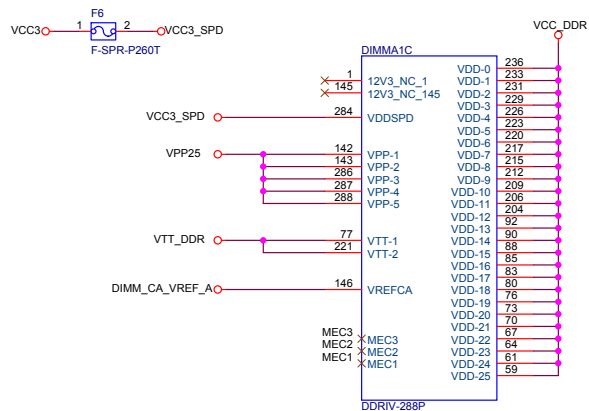 F6
VCC3 1 2 VCC3_SPD
F-SPR-P260T
VCC_DDR
DIMMA1C
1 12V3_NC_1
145 12V3_NC_145
VCC3_SPD 284 VDDSPD
VPP25 142 VPP-1
143 VPP-2
286 VPP-3
287 VPP-4
288 VPP-5
VTT_DDR 77 VTT-1
221 VTT-2
DIMM_CA_VREF_A 146 VREFCA
MEC3 MEC3
MEC2 MEC2
MEC1 MEC1
VDD-0 236
VDD-1 233
VDD-2 231
VDD-3 229
VDD-4 226
VDD-5 223
VDD-6 220
VDD-7 217
VDD-8 215
VDD-9 212
VDD-10 209
VDD-11 206
VDD-12 204
VDD-13 92
VDD-14 90
VDD-15 88
VDD-16 85
VDD-17 83
VDD-18 80
VDD-19 76
VDD-20 73
VDD-21 70
VDD-22 67
VDD-23 64
VDD-24 61
VDD-25 59
DDRIV-288P